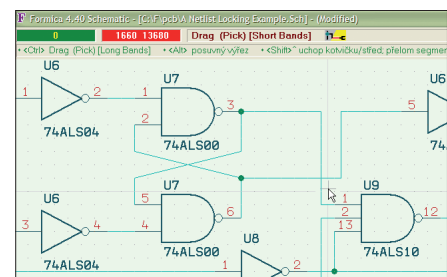 Formica 4.40 Schematic - [C:\F\pcb\A Netlist Locking Example.Sch] - (Modified)
0 1660 13680 Drag (Pick) [Short Bands]
• <Ctrl> Drag (Pick) [Long Bands] • <Alt> posuvný výřez • <Shift>ˆ uchop kotvičku/střed; přelom segmen
U6 U7 U6
1 2 1 3 5
2
74ALS04 74ALS00 74
U6 U7 U9
5 1
3 4 4 6 2 12
13
74ALS04 74ALS00 74ALS10
U8
1 2